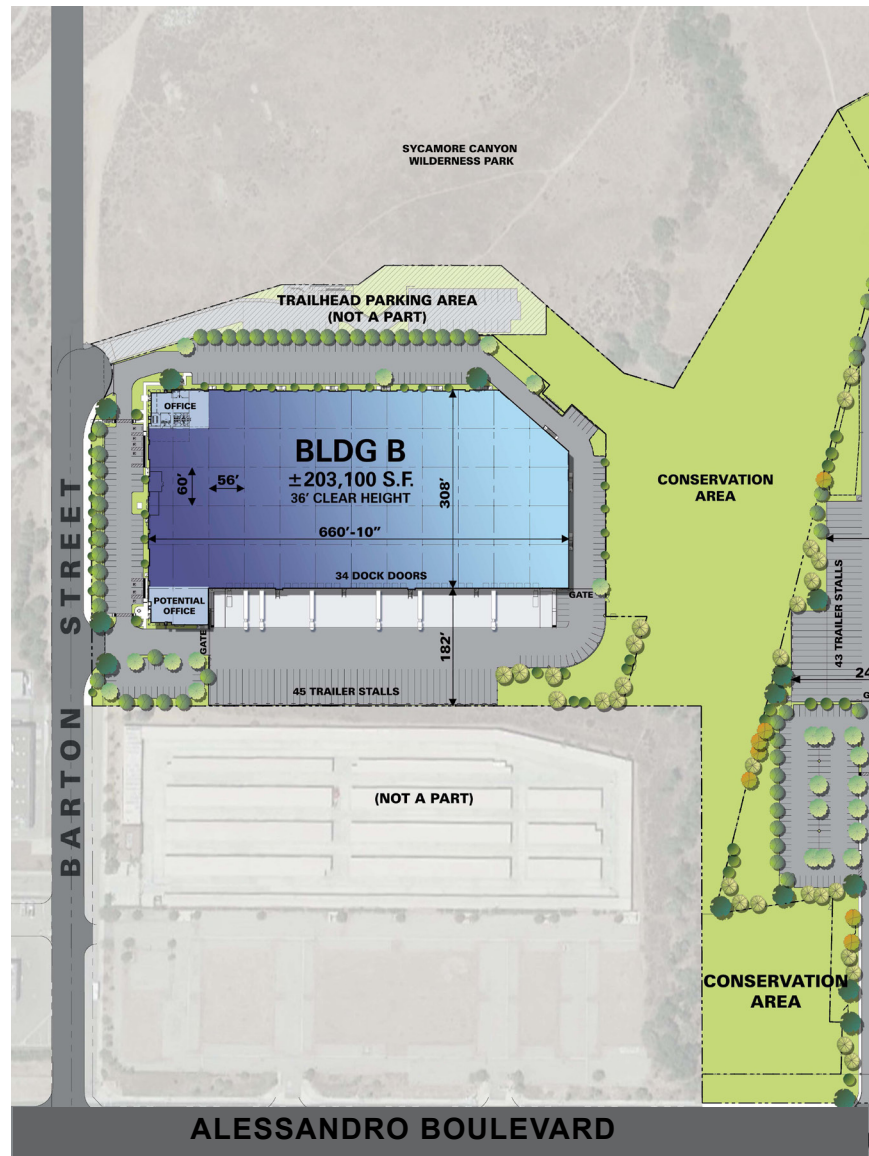 SYCAMORE CANYON
WILDERNESS PARK
TRAILHEAD PARKING AREA
(NOT A PART)
OFFICE
BLDG B
±203,100 S.F.
36’ CLEAR HEIGHT
60’
56’
308’
660’-10”
34 DOCK DOORS
POTENTIAL
OFFICE
GATE
GATE
182’
45 TRAILER STALLS
CONSERVATION
AREA
43 TRAILER STALLS
24
BARTON STREET
(NOT A PART)
CONSERVATION
AREA
ALESSANDRO BOULEVARD